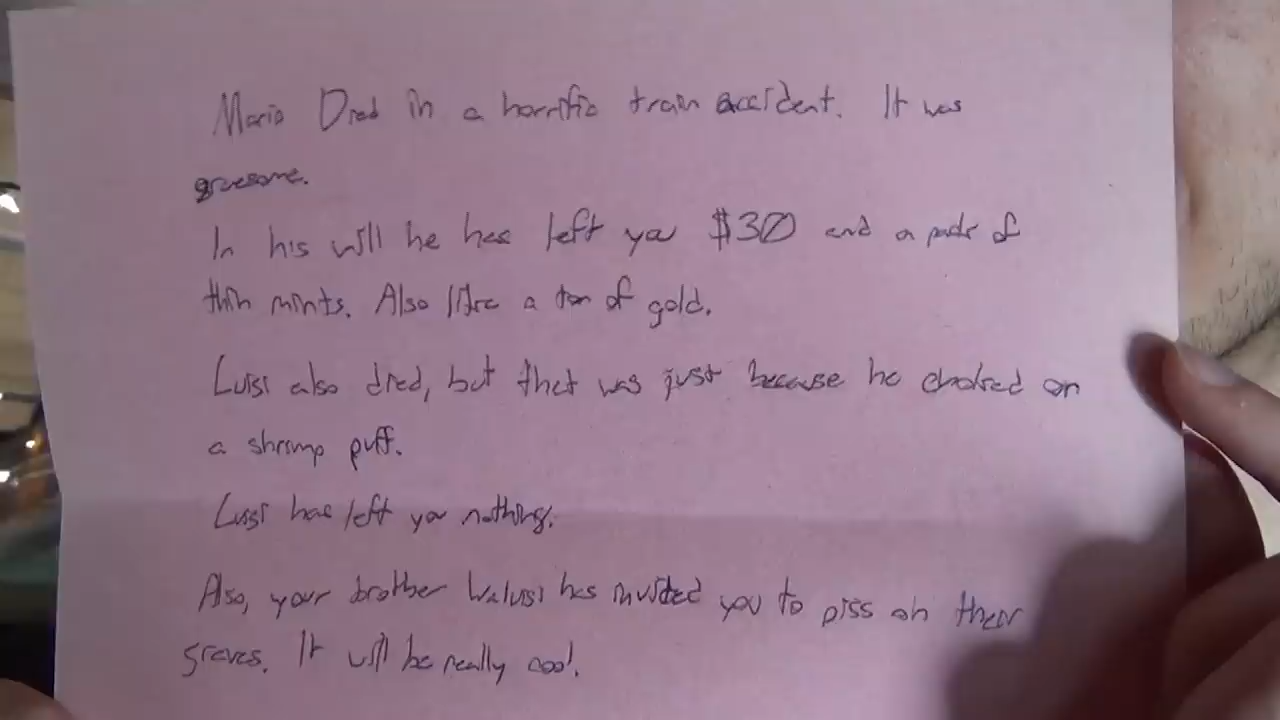 Mario Died in a horrific train accident. It was
gruesome.
In his will he has left you $30 and a pack of
thin mints. Also like a ton of gold.
Luigi also died, but that was just because he choked on
a shrimp puff.
Luigi has left you nothing.
Also, your brother Waluigi has invited you to piss on their
graves. It will be really cool.